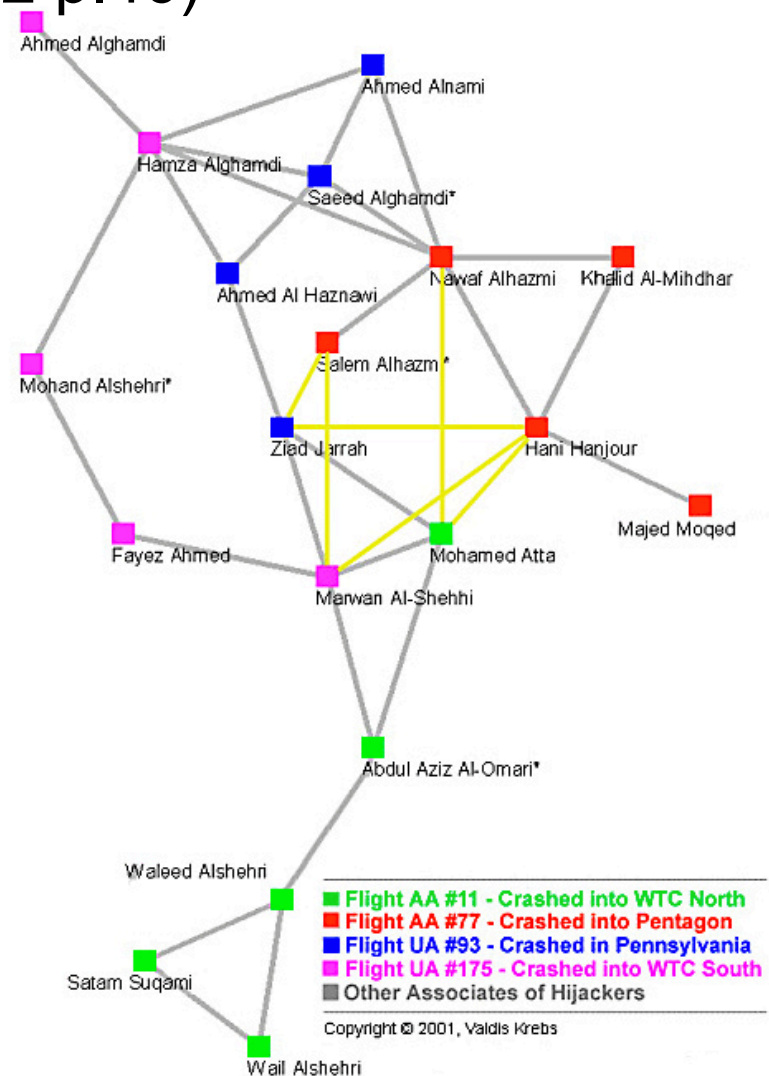 Ahmed Alghamdi
Ahmed Alnami
Hamza Alghamdi
Saeed Alghamdi*
Nawaf Alhazmi
Khalid Al-Mihdhar
Ahmed Al Haznawi
Salem Alhazmi*
Mohand Alshehri*
Ziad Jarrah
Hani Hanjour
Majed Moqed
Mohamed Atta
Fayez Ahmed
Marwan Al-Shehhi
Abdul Aziz Al-Omari*
Waleed Alshehri
Satam Suqami
Wail Alshehri
Flight AA #11 - Crashed into WTC North
Flight AA #77 - Crashed into Pentagon
Flight UA #93 - Crashed in Pennsylvania
Flight UA #175 - Crashed into WTC South
Other Associates of Hijackers
Copyright © 2001, Valdis Krebs